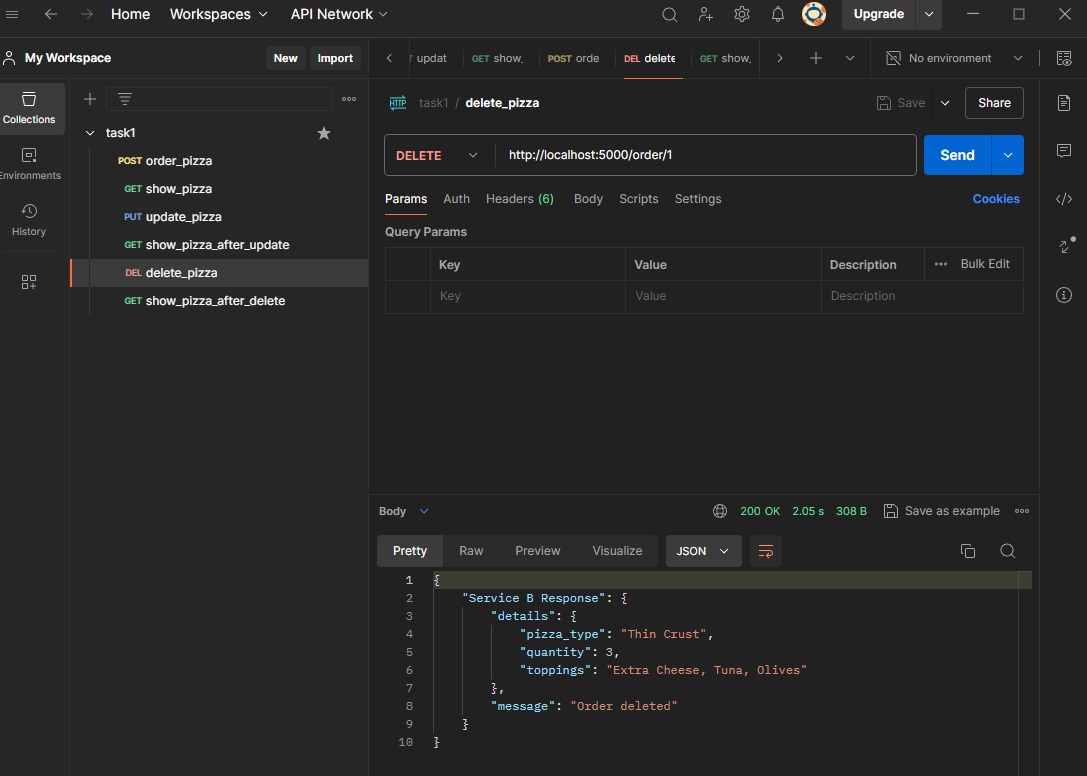 Home Workspaces API Network Upgrade
My Workspace New Import
updat GET show. POST orde DEL delete GET show. No environment
Collections
Environments
History
task1
POST order_pizza
GET show_pizza
PUT update_pizza
GET show_pizza_after_update
DEL delete_pizza
GET show_pizza_after_delete
HTTP task1 / delete_pizza Save Share
DELETE http://localhost:5000/order/1 Send
Params Auth Headers (6) Body Scripts Settings Cookies
Query Params
Key Value Description Bulk Edit
Key Value Description
Body 200 OK 2.05 s 308 B Save as example
Pretty Raw Preview Visualize JSON
1 {
2 "Service B Response": {
3 "details": {
4 "pizza_type": "Thin Crust",
5 "quantity": 3,
6 "toppings": "Extra Cheese, Tuna, Olives"
7 },
8 "message": "Order deleted"
9 }
10 }